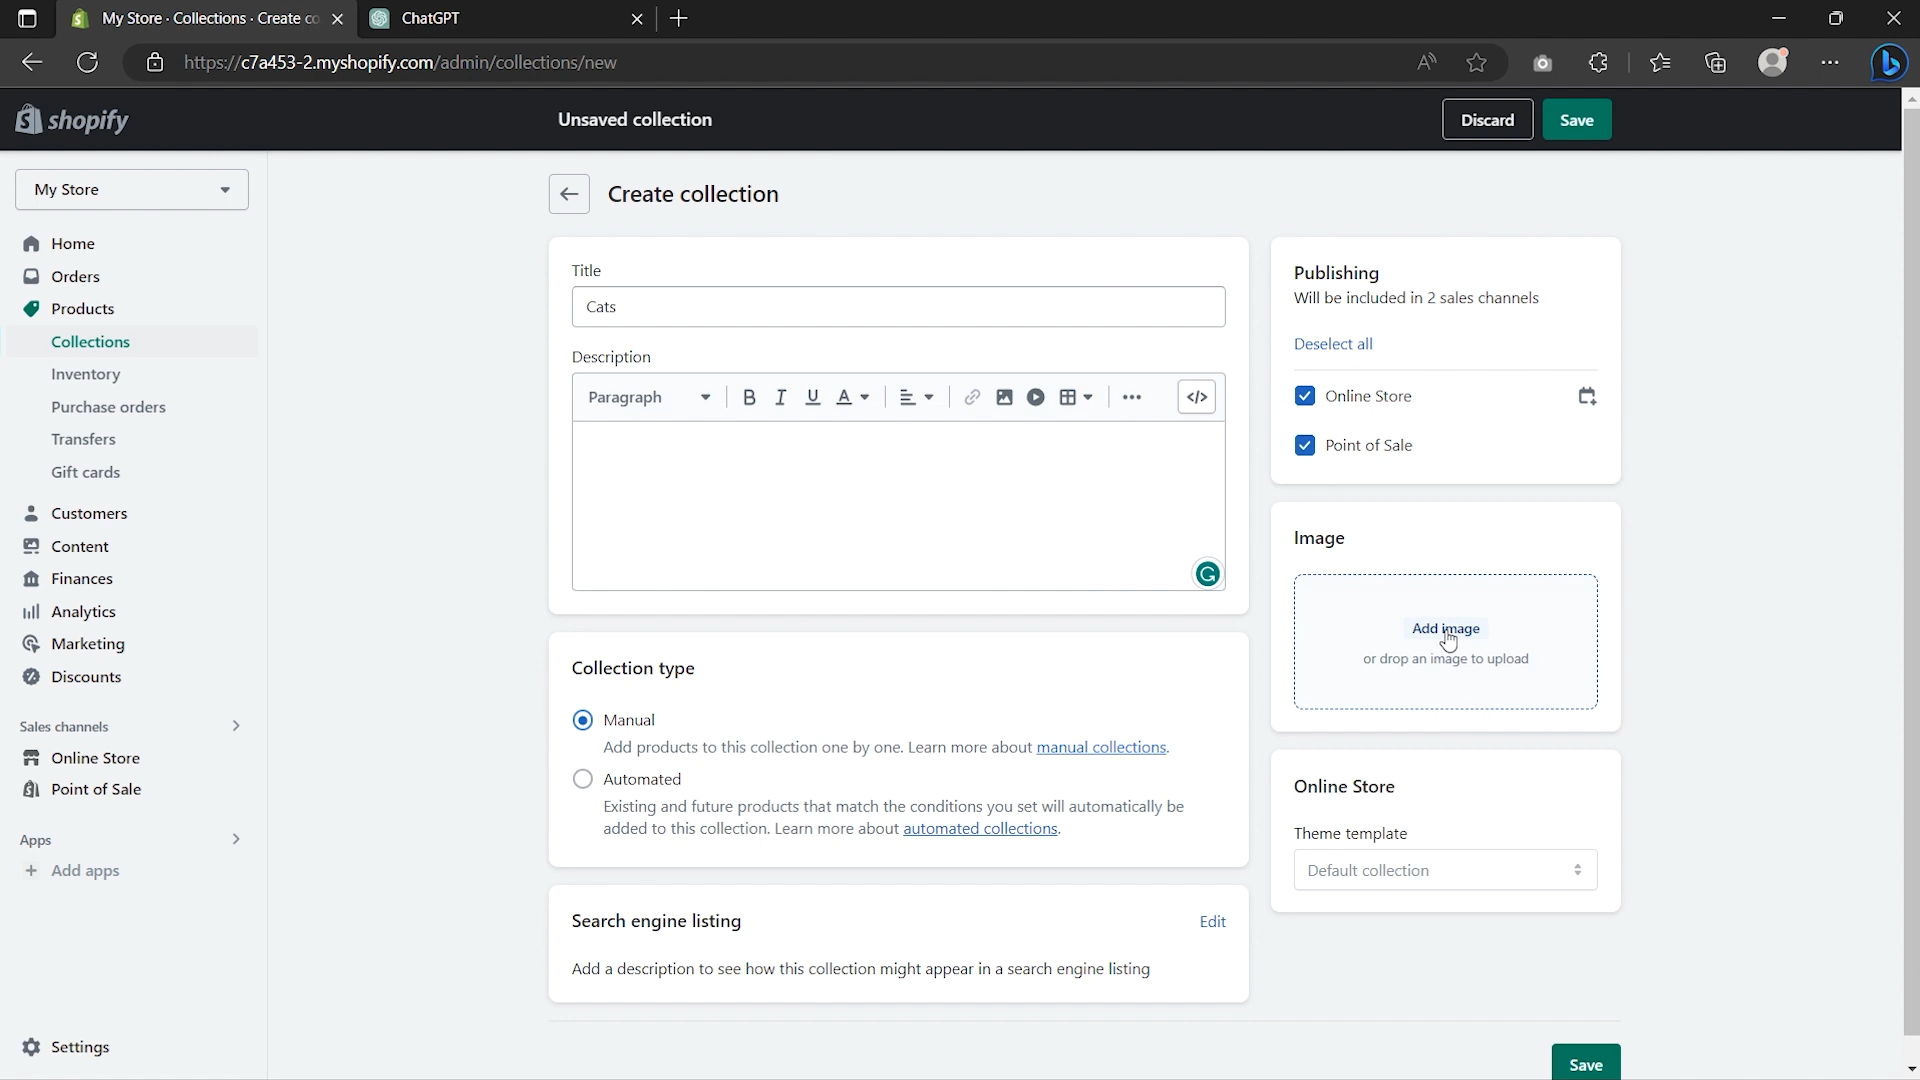 My Store · Collections · Create co
ChatGPT
https://c7a453-2.myshopify.com/admin/collections/new
shopify
Unsaved collection
Discard
Save
My Store
Home
Orders
Products
Collections
Inventory
Purchase orders
Transfers
Gift cards
Customers
Content
Finances
Analytics
Marketing
Discounts
Sales channels
Online Store
Point of Sale
Apps
Add apps
Settings
Create collection
Title
Cats
Description
Paragraph
Collection type
Manual
Add products to this collection one by one. Learn more about manual collections.
Automated
Existing and future products that match the conditions you set will automatically be
added to this collection. Learn more about automated collections.
Search engine listing
Edit
Add a description to see how this collection might appear in a search engine listing
Publishing
Will be included in 2 sales channels
Deselect all
Online Store
Point of Sale
Image
Add image
or drop an image to upload
Online Store
Theme template
Default collection
Save